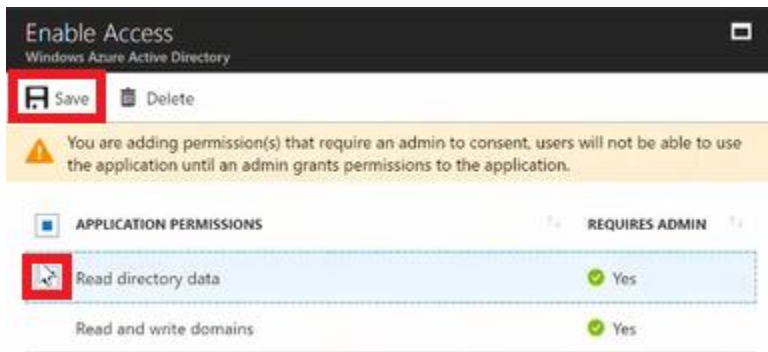 Enable Access
Windows Azure Active Directory
Save Delete
You are adding permission(s) that require an admin to consent, users will not be able to use
the application until an admin grants permissions to the application.
APPLICATION PERMISSIONS REQUIRES ADMIN
Read directory data Yes
Read and write domains Yes